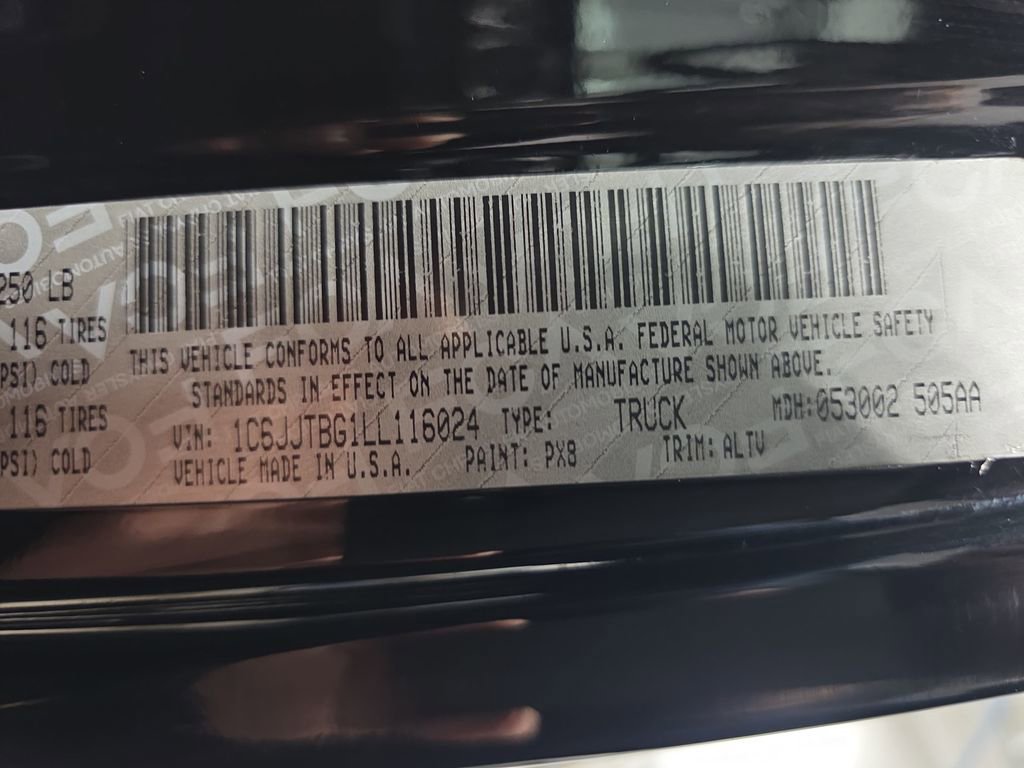 250 LB
116 TIRES
PSI) COLD
116 TIRES
PSI) COLD
THIS VEHICLE CONFORMS TO ALL APPLICABLE U.S.A. FEDERAL MOTOR VEHICLE SAFETY
STANDARDS IN EFFECT ON THE DATE OF MANUFACTURE SHOWN ABOVE.
VIN: 1C6JJTBG1LL116024 TYPE: TRUCK MDH:053002 505AA
VEHICLE MADE IN U.S.A. PAINT: PX8 TRIM: ALTV